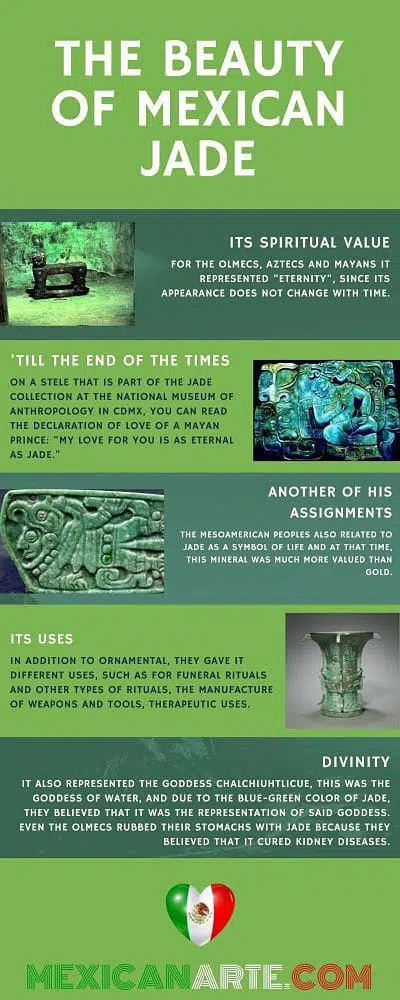 THE BEAUTY
OF MEXICAN
JADE
ITS SPIRITUAL VALUE
FOR THE OLMECS, AZTECS AND MAYANS IT
REPRESENTED "ETERNITY", SINCE ITS
APPEARANCE DOES NOT CHANGE WITH TIME.
'TILL THE END OF THE TIMES
ON A STELE THAT IS PART OF THE JADE
COLLECTION AT THE NATIONAL MUSEUM OF
ANTHROPOLOGY IN CDMX, YOU CAN READ
THE DECLARATION OF LOVE OF A MAYAN
PRINCE: "MY LOVE FOR YOU IS AS ETERNAL
AS JADE."
ANOTHER OF HIS
ASSIGNMENTS
THE MESOAMERICAN PEOPLES ALSO RELATED TO
JADE AS A SYMBOL OF LIFE AND AT THAT TIME,
THIS MINERAL WAS MUCH MORE VALUED THAN
GOLD.
ITS USES
IN ADDITION TO ORNAMENTAL, THEY GAVE IT
DIFFERENT USES, SUCH AS FOR FUNERAL RITUALS
AND OTHER TYPES OF RITUALS, THE MANUFACTURE
OF WEAPONS AND TOOLS, THERAPEUTIC USES.
DIVINITY
IT ALSO REPRESENTED THE GODDESS CHALCHIUHTLICUE, THIS WAS THE
GODDESS OF WATER, AND DUE TO THE BLUE-GREEN COLOR OF JADE,
THEY BELIEVED THAT IT WAS THE REPRESENTATION OF SAID GODDESS.
EVEN THE OLMECS RUBBED THEIR STOMACHS WITH JADE BECAUSE THEY
BELIEVED THAT IT CURED KIDNEY DISEASES.
MEXICANARTE.COM